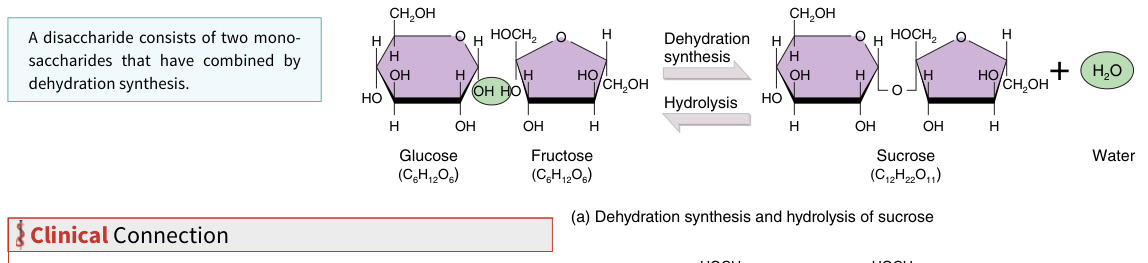 A disaccharide consists of two mono-
saccharides that have combined by
dehydration synthesis.
CH₂OH
H
O
H
H
OH
H
HO
H
OH
OH H
HOCH₂
O
H
H
HO
HO
CH₂OH
OH
H
Glucose
(C₆H₁₂O₆)
Fructose
(C₆H₁₂O₆)
Dehydration
synthesis
Hydrolysis
CH₂OH
H
O
H
H
OH
H
HO
H
OH
O
HOCH₂
O
H
H
HO
CH₂OH
OH
H
Sucrose
(C₁₂H₂₂O₁₁)
+
H₂O
Water
(a) Dehydration synthesis and hydrolysis of sucrose
Clinical Connection